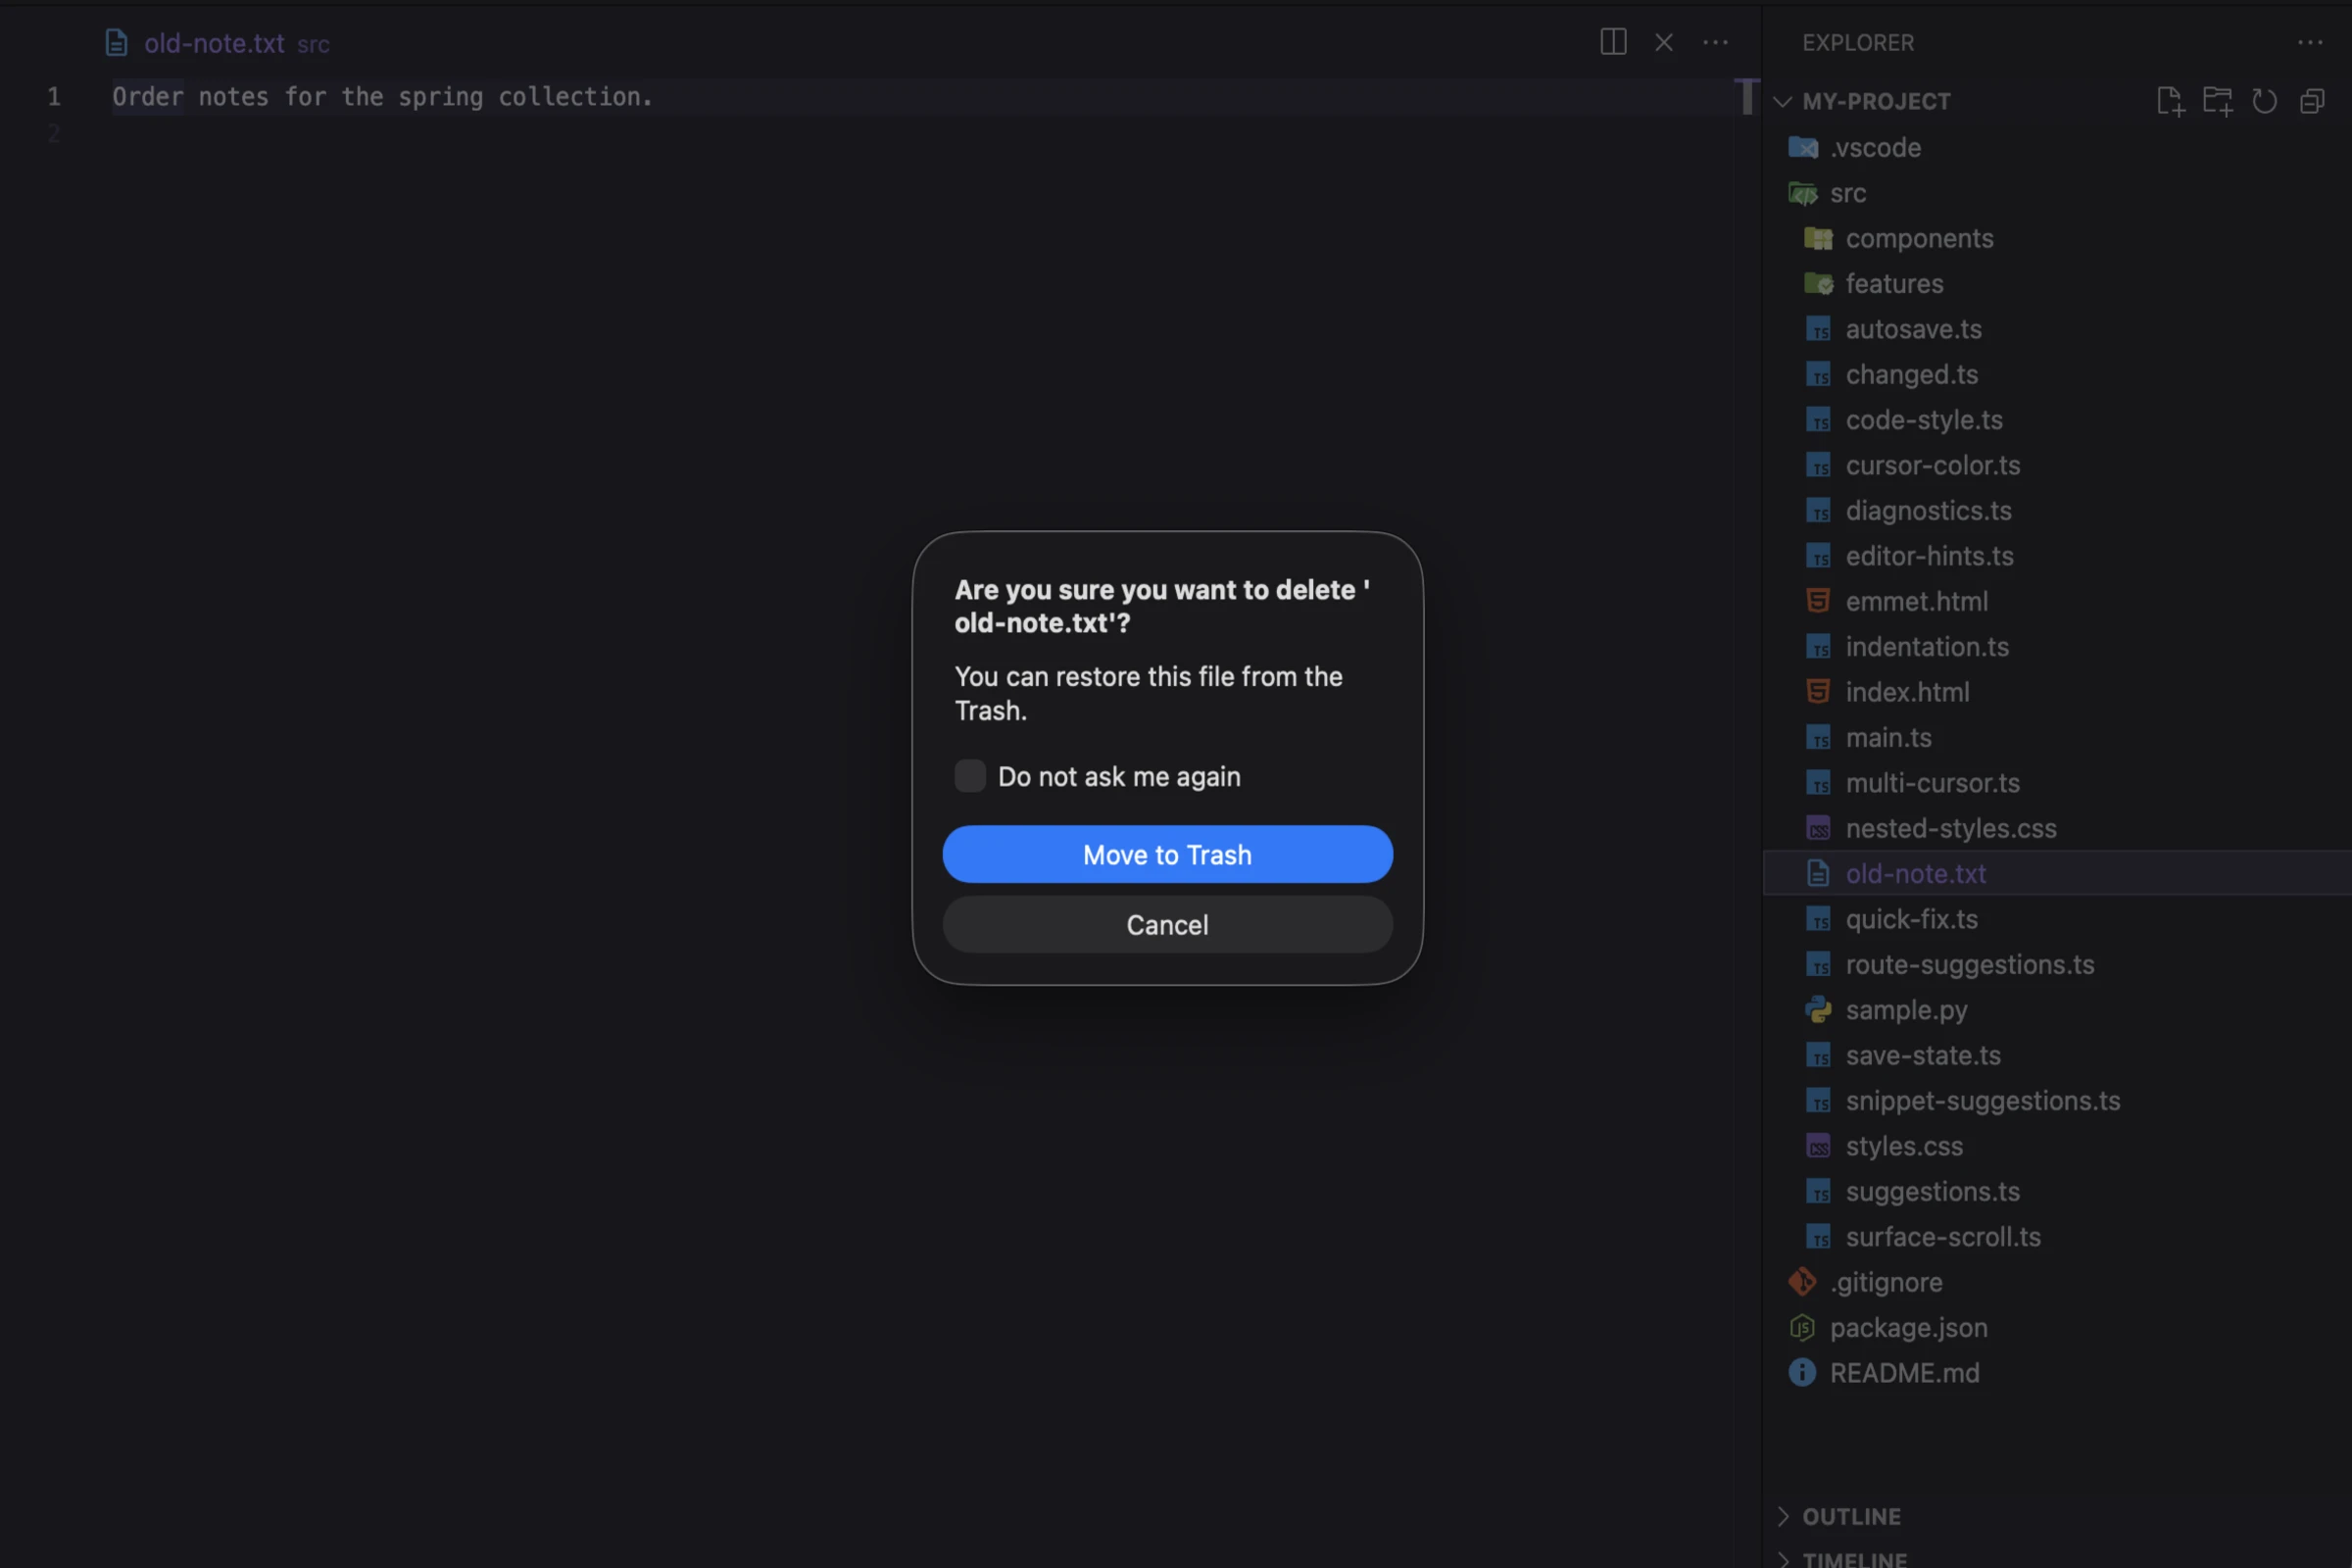 old-note.txt src
1 Order notes for the spring collection.
2
EXPLORER
MY-PROJECT
.vscode
src
components
features
autosave.ts
changed.ts
code-style.ts
cursor-color.ts
diagnostics.ts
editor-hints.ts
emmet.html
indentation.ts
index.html
main.ts
multi-cursor.ts
nested-styles.css
old-note.txt
quick-fix.ts
route-suggestions.ts
sample.py
save-state.ts
snippet-suggestions.ts
styles.css
suggestions.ts
surface-scroll.ts
.gitignore
package.json
README.md
OUTLINE
TIMELINE
Are you sure you want to delete '
old-note.txt'?
You can restore this file from the
Trash.
Do not ask me again
Move to Trash
Cancel